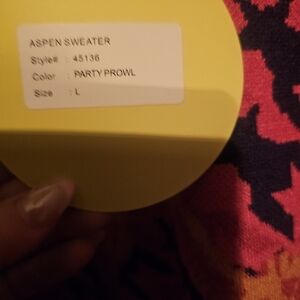 ASPEN SWEATER
Style# : 45136
Color : PARTY PROWL
Size : L